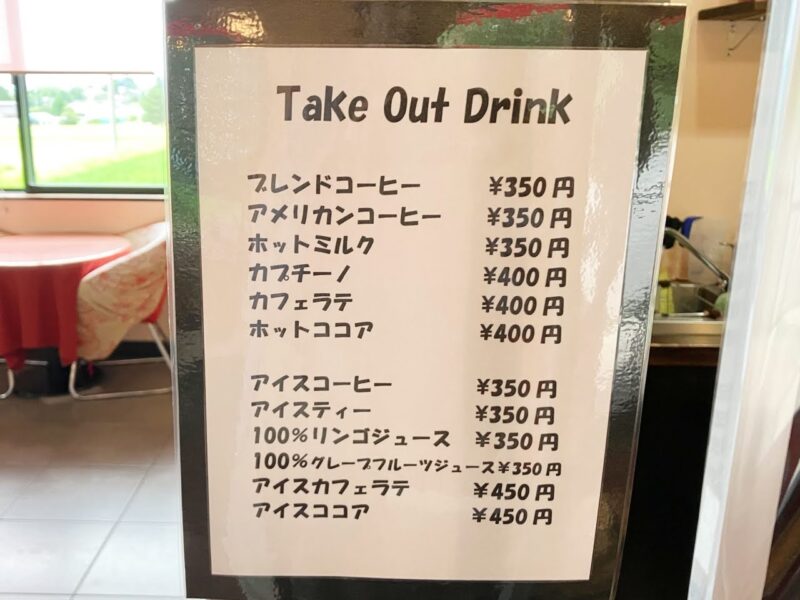 Take Out Drink
ブレンドコーヒー ¥350円
アメリカンコーヒー ¥350円
ホットミルク ¥350円
カプチーノ ¥400円
カフェラテ ¥400円
ホットココア ¥400円
アイスコーヒー ¥350円
アイスティー ¥350円
100%リンゴジュース ¥350円
100%グレープフルーツジュース¥350円
アイスカフェラテ ¥450円
アイスココア ¥450円